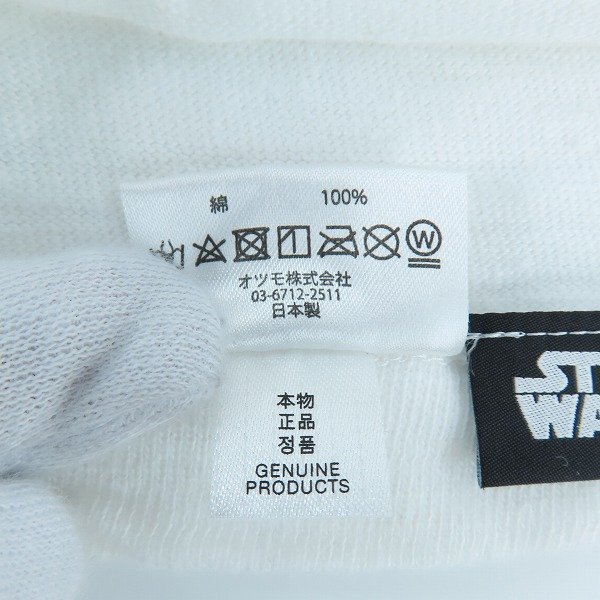 綿 100%
W
オツモ株式会社
03-6712-2511
日本製
本物
正品
정품
GENUINE
PRODUCTS
ST
WA